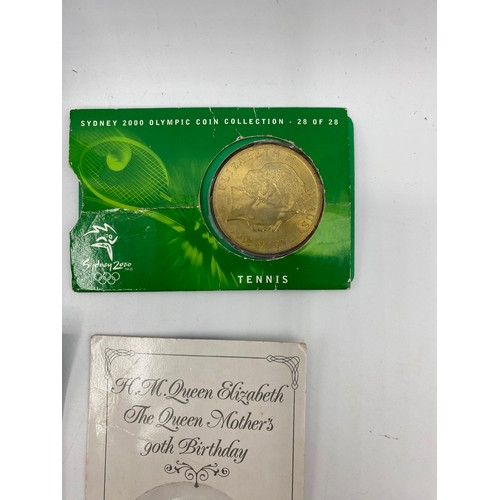 SYDNEY 2000 OLYMPIC COIN COLLECTION - 28 OF 28
Sydney 2000
TENNIS
H.M. Queen Elizabeth
The Queen Mother's
90th Birthday